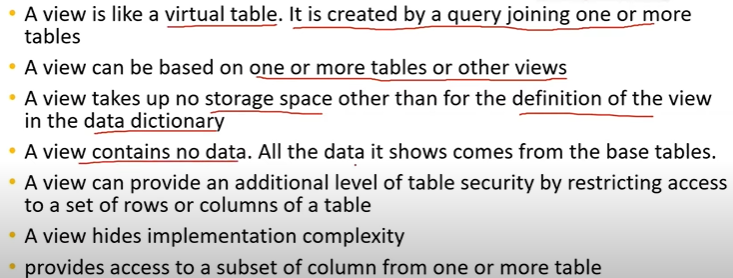 • A view is like a virtual table. It is created by a query joining one or more
tables
• A view can be based on one or more tables or other views
• A view takes up no storage space other than for the definition of the view
in the data dictionary
• A view contains no data. All the data it shows comes from the base tables.
• A view can provide an additional level of table security by restricting access
to a set of rows or columns of a table
• A view hides implementation complexity
• provides access to a subset of column from one or more table